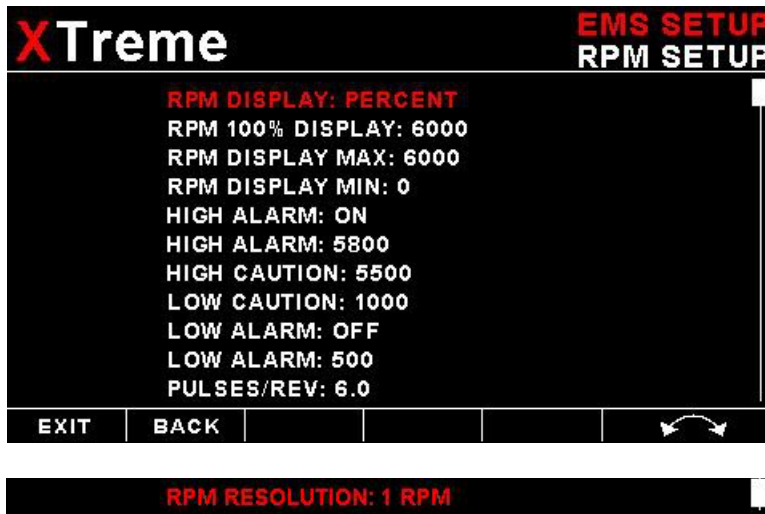 XTreme
EMS SETUP
RPM SETUP
RPM DISPLAY: PERCENT
RPM 100% DISPLAY: 6000
RPM DISPLAY MAX: 6000
RPM DISPLAY MIN: 0
HIGH ALARM: ON
HIGH ALARM: 5800
HIGH CAUTION: 5500
LOW CAUTION: 1000
LOW ALARM: OFF
LOW ALARM: 500
PULSES/REV: 6.0
EXIT BACK
RPM RESOLUTION: 1 RPM